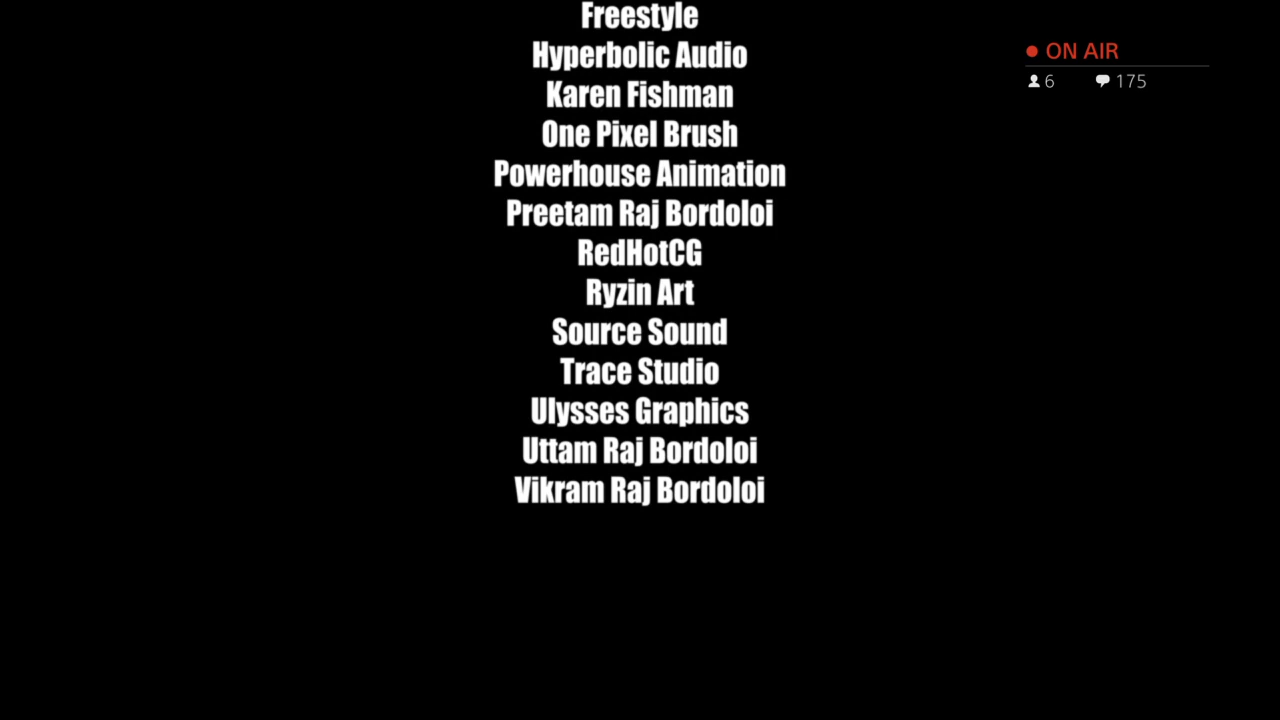 Freestyle
Hyperbolic Audio
Karen Fishman
One Pixel Brush
Powerhouse Animation
Preetam Raj Bordoloi
RedHotCG
Ryzin Art
Source Sound
Trace Studio
Ulysses Graphics
Uttam Raj Bordoloi
Vikram Raj Bordoloi
ON AIR
6 175